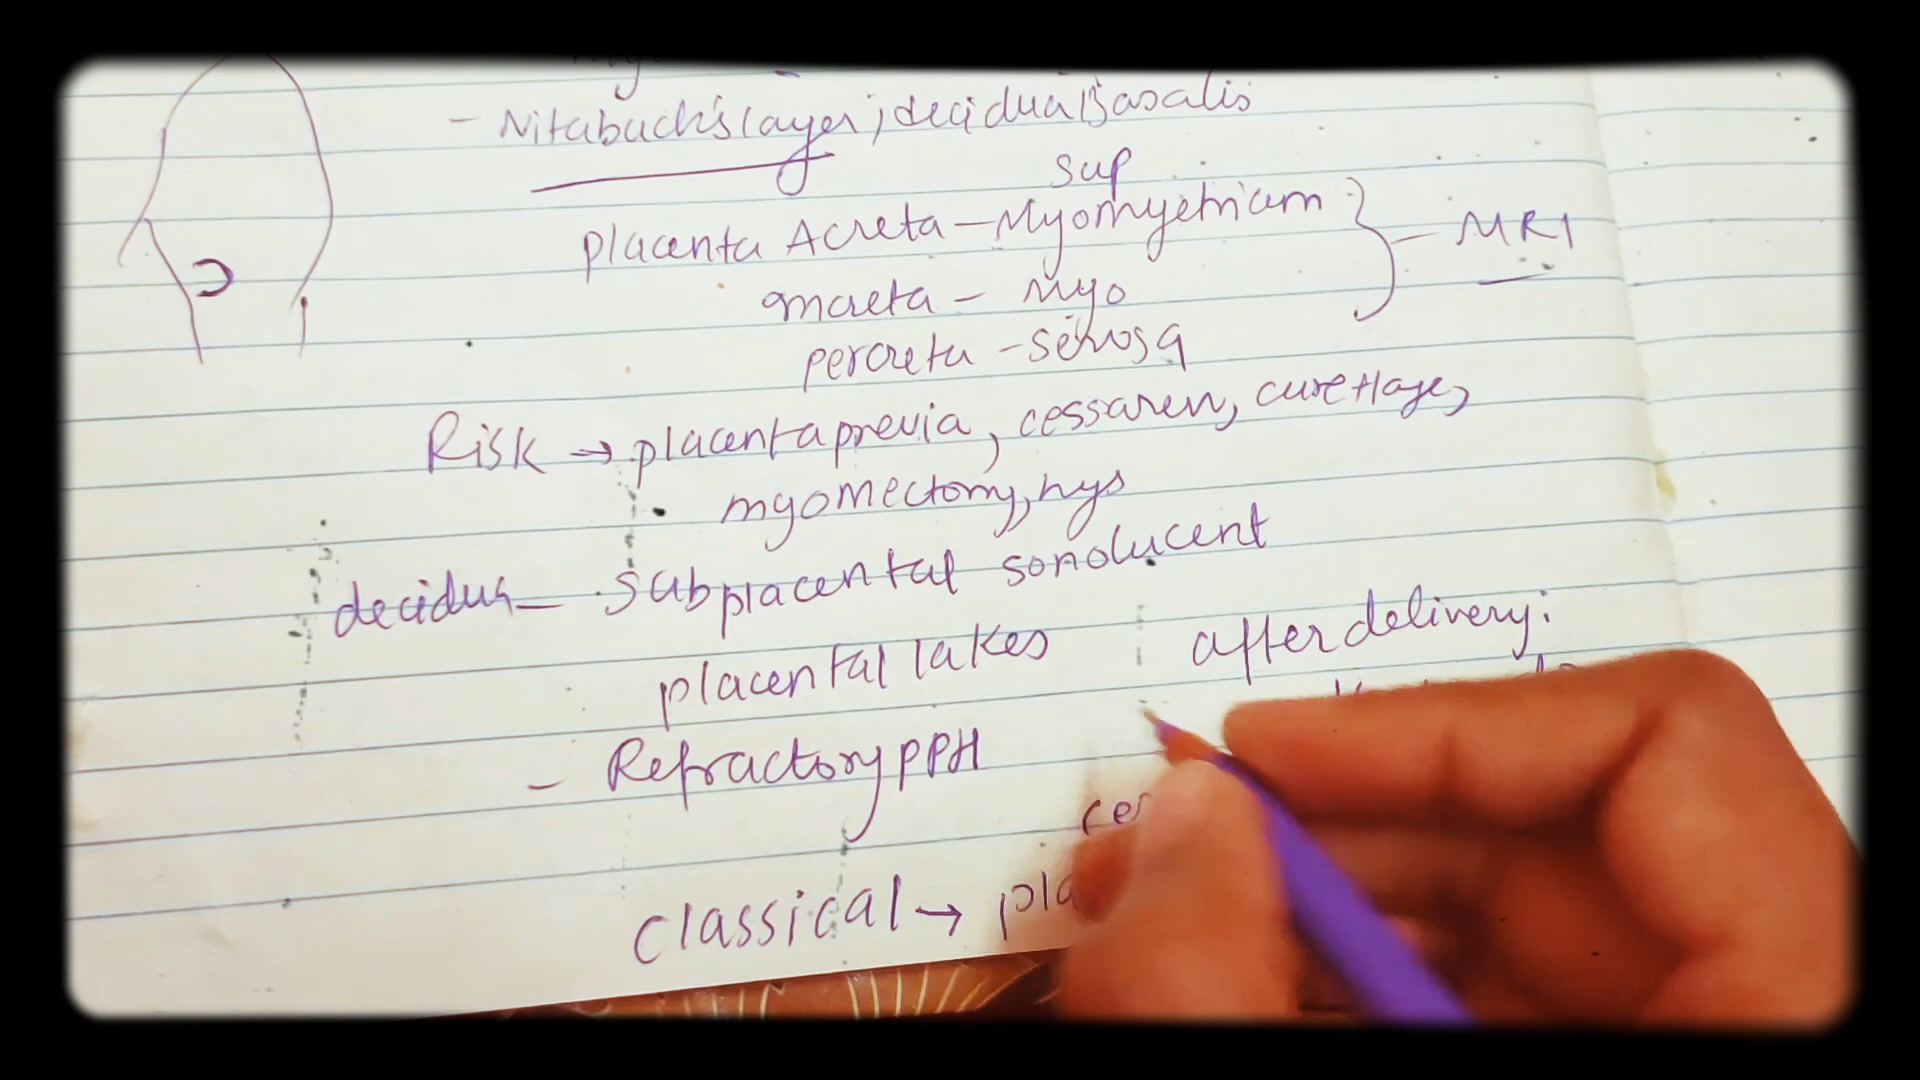 - Nitabuch's layer; decidua Basalis
sup
placenta Acreta - Myomyetrium } - MRI
increta - Myo
percreta - serosa
Risk → placenta previa, cessaren, curettage,
myomectomy, hys
decidua - subplacental sonolucent
placental lakes
after delivery:
- Refractory PPH
classical →